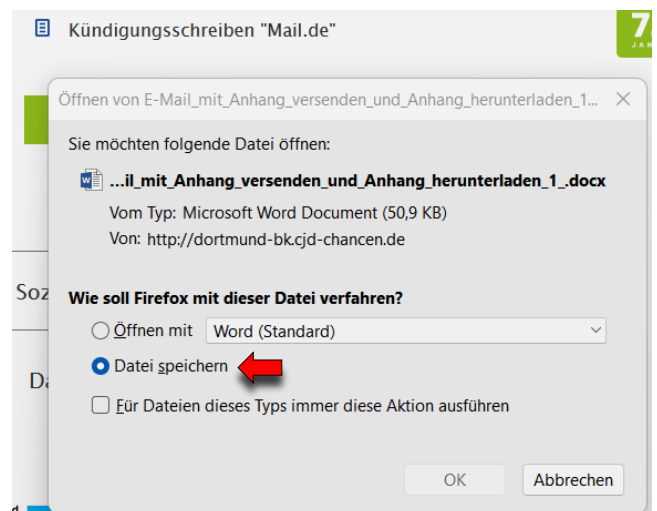 Kündigungsschreiben "Mail.de"
7
JAH
Öffnen von E-Mail_mit_Anhang_versenden_und_Anhang_herunterladen_1...
Sie möchten folgende Datei öffnen:
...il_mit_Anhang_versenden_und_Anhang_herunterladen_1_.docx
Vom Typ: Microsoft Word Document (50,9 KB)
Von: http://dortmund-bk.cjd-chancen.de
Soz
Wie soll Firefox mit dieser Datei verfahren?
Öffnen mit Word (Standard)
Datei speichern
Da
Für Dateien dieses Typs immer diese Aktion ausführen
OK Abbrechen